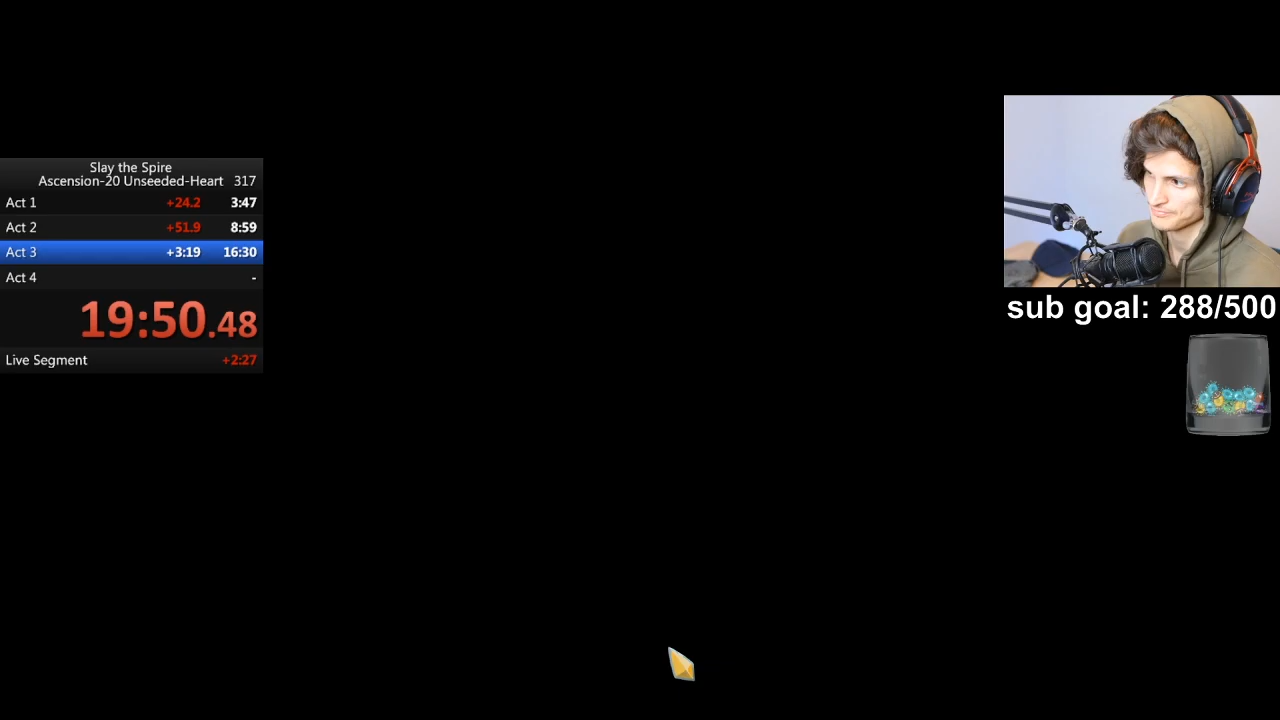 Slay the Spire
Ascension-20 Unseeded-Heart 317
Act 1 +24.2 3:47
Act 2 +51.9 8:59
Act 3 +3:19 16:30
Act 4 -
19:50.48
Live Segment +2:27
sub goal: 288/500